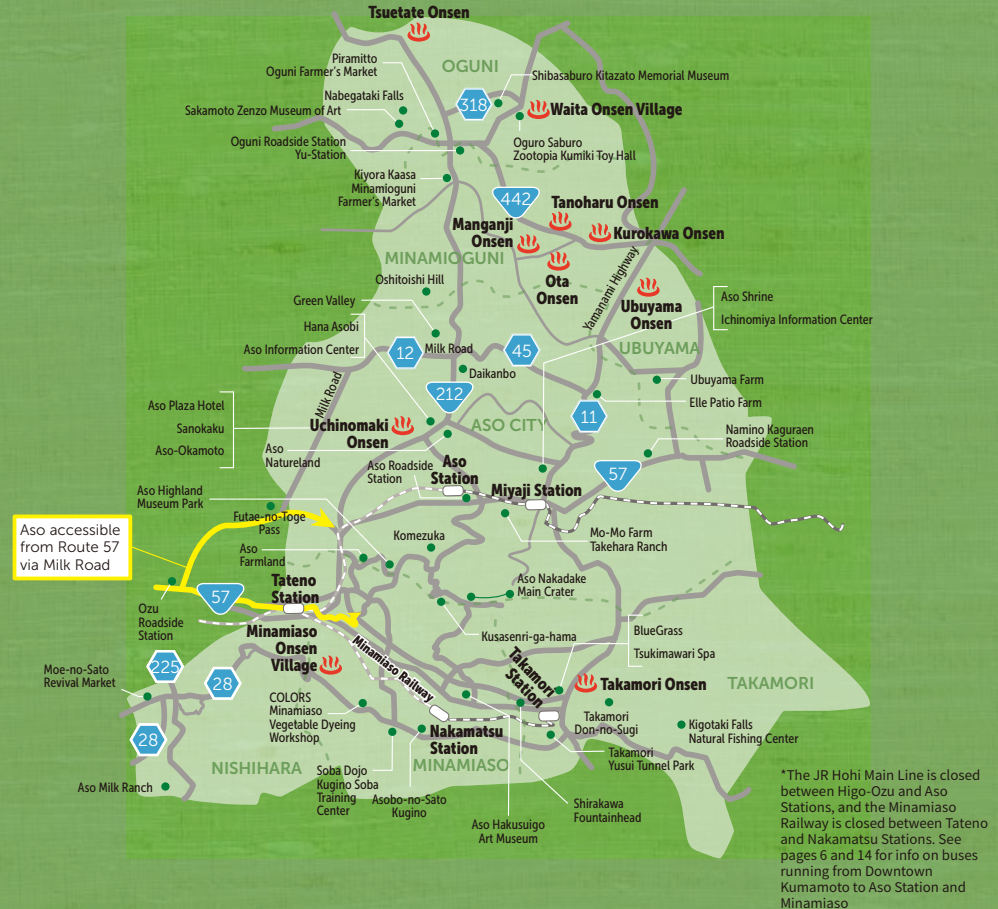 Tsuetate Onsen
Piramitto
Oguni Farmer's Market
OGUNI
Shibasaburo Kitazato Memorial Museum
Nabegataki Falls
318
Sakamoto Zenzo Museum of Art
Waita Onsen Village
Oguni Roadside Station
Yu-Station
Oguro Saburo
Zootopia Kumiki Toy Hall
Kiyora Kaasa
Minamioguni
Farmer's Market
442
Tanoharu Onsen
Manganji
Onsen
Kurokawa Onsen
MINAMIOGUNI
Ota
Onsen
Yamanami Highway
Oshitoishi Hill
Ubuyama
Onsen
Aso Shrine
Ichinomiya Information Center
Green Valley
Hana Asobi
Aso Information Center
12
Milk Road
45
UBUYAMA
Daikanbo
Ubuyama Farm
Elle Patio Farm
Milk Road
212
11
Aso Plaza Hotel
Sanokaku
Aso-Okamoto
Uchinomaki
Onsen
ASO CITY
Namino Kaguraen
Roadside Station
Aso
Natureland
Aso Roadside
Station
Aso
Station
57
Miyaji Station
Aso Highland
Museum Park
Futae-no-Toge
Pass
Aso accessible
from Route 57
via Milk Road
Komezuka
Mo-Mo Farm
Takehara Ranch
Aso
Farmland
Tateno
Station
57
Aso Nakadake
Main Crater
Ozu
Roadside
Station
Minamiaso
Onsen
Village
Kusasenri-ga-hama
BlueGrass
Tsukimawari Spa
Minamiaso Railway
Takamori
Station
Moe-no-Sato
Revival Market
225
28
Takamori Onsen
TAKAMORI
COLORS
Minamiaso
Vegetable Dyeing
Workshop
Takamori
Don-no-Sugi
Kigotaki Falls
Natural Fishing Center
28
Nakamatsu
Station
Takamori
Yusui Tunnel Park
NISHIHARA
MINAMIASO
Aso Milk Ranch
Soba Dojo
Kugino Soba
Training
Center
Asobo-no-Sato
Kugino
Shirakawa
Fountainhead
Aso Hakusuigo
Art Museum
*The JR Hohi Main Line is closed
between Higo-Ozu and Aso
Stations, and the Minamiaso
Railway is closed between Tateno
and Nakamatsu Stations. See
pages 6 and 14 for info on buses
running from Downtown
Kumamoto to Aso Station and
Minamiaso